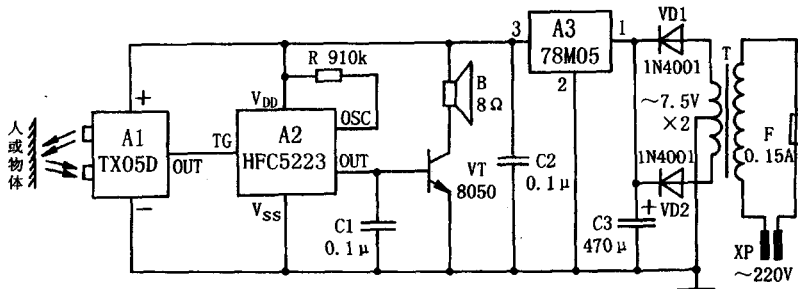 人或物体
A1
TX05D
+
−
OUT
TG
R 910k
VDD
OSC
A2
HFC5223
OUT
VSS
C1
0.1μ
B
8Ω
VT
8050
3
A3
78M05
1
2
C2
0.1μ
C3
470μ
+
VD1
1N4001
~7.5V
×2
1N4001
VD2
T
F
0.15A
XP
~220V